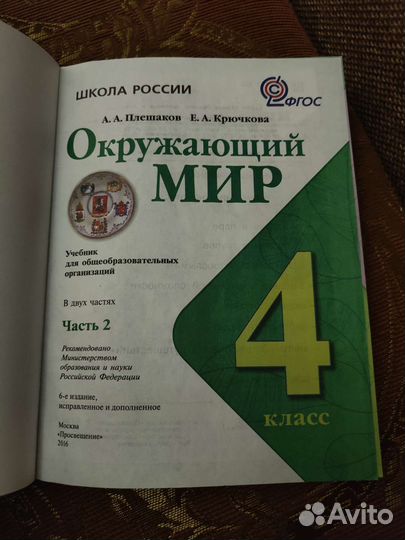 ШКОЛА РОССИИ
ФГОС
А. А. Плешаков Е. А. Крючкова
Окружающий
МИР
Учебник
для общеобразовательных
организаций
В двух частях
Часть 2
4
класс
Рекомендовано
Министерством
образования и науки
Российской Федерации
6-е издание,
исправленное и дополненное
Москва
«Просвещение»
2016
Avito